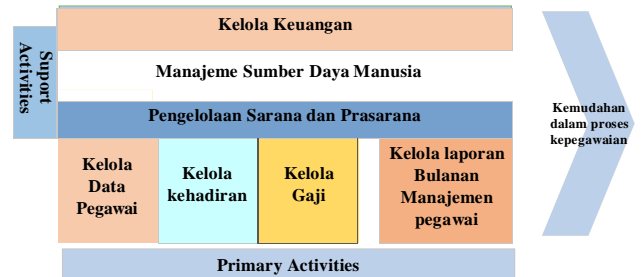 Kelola Keuangan
Suport
Activities
Manajeme Sumber Daya Manusia
Pengelolaan Sarana dan Prasarana
Kemudahan
dalam proses
kepegawaian
Kelola
Data
Pegawai
Kelola
kehadiran
Kelola
Gaji
Kelola laporan
Bulanan
Manajemen
pegawai
Primary Activities